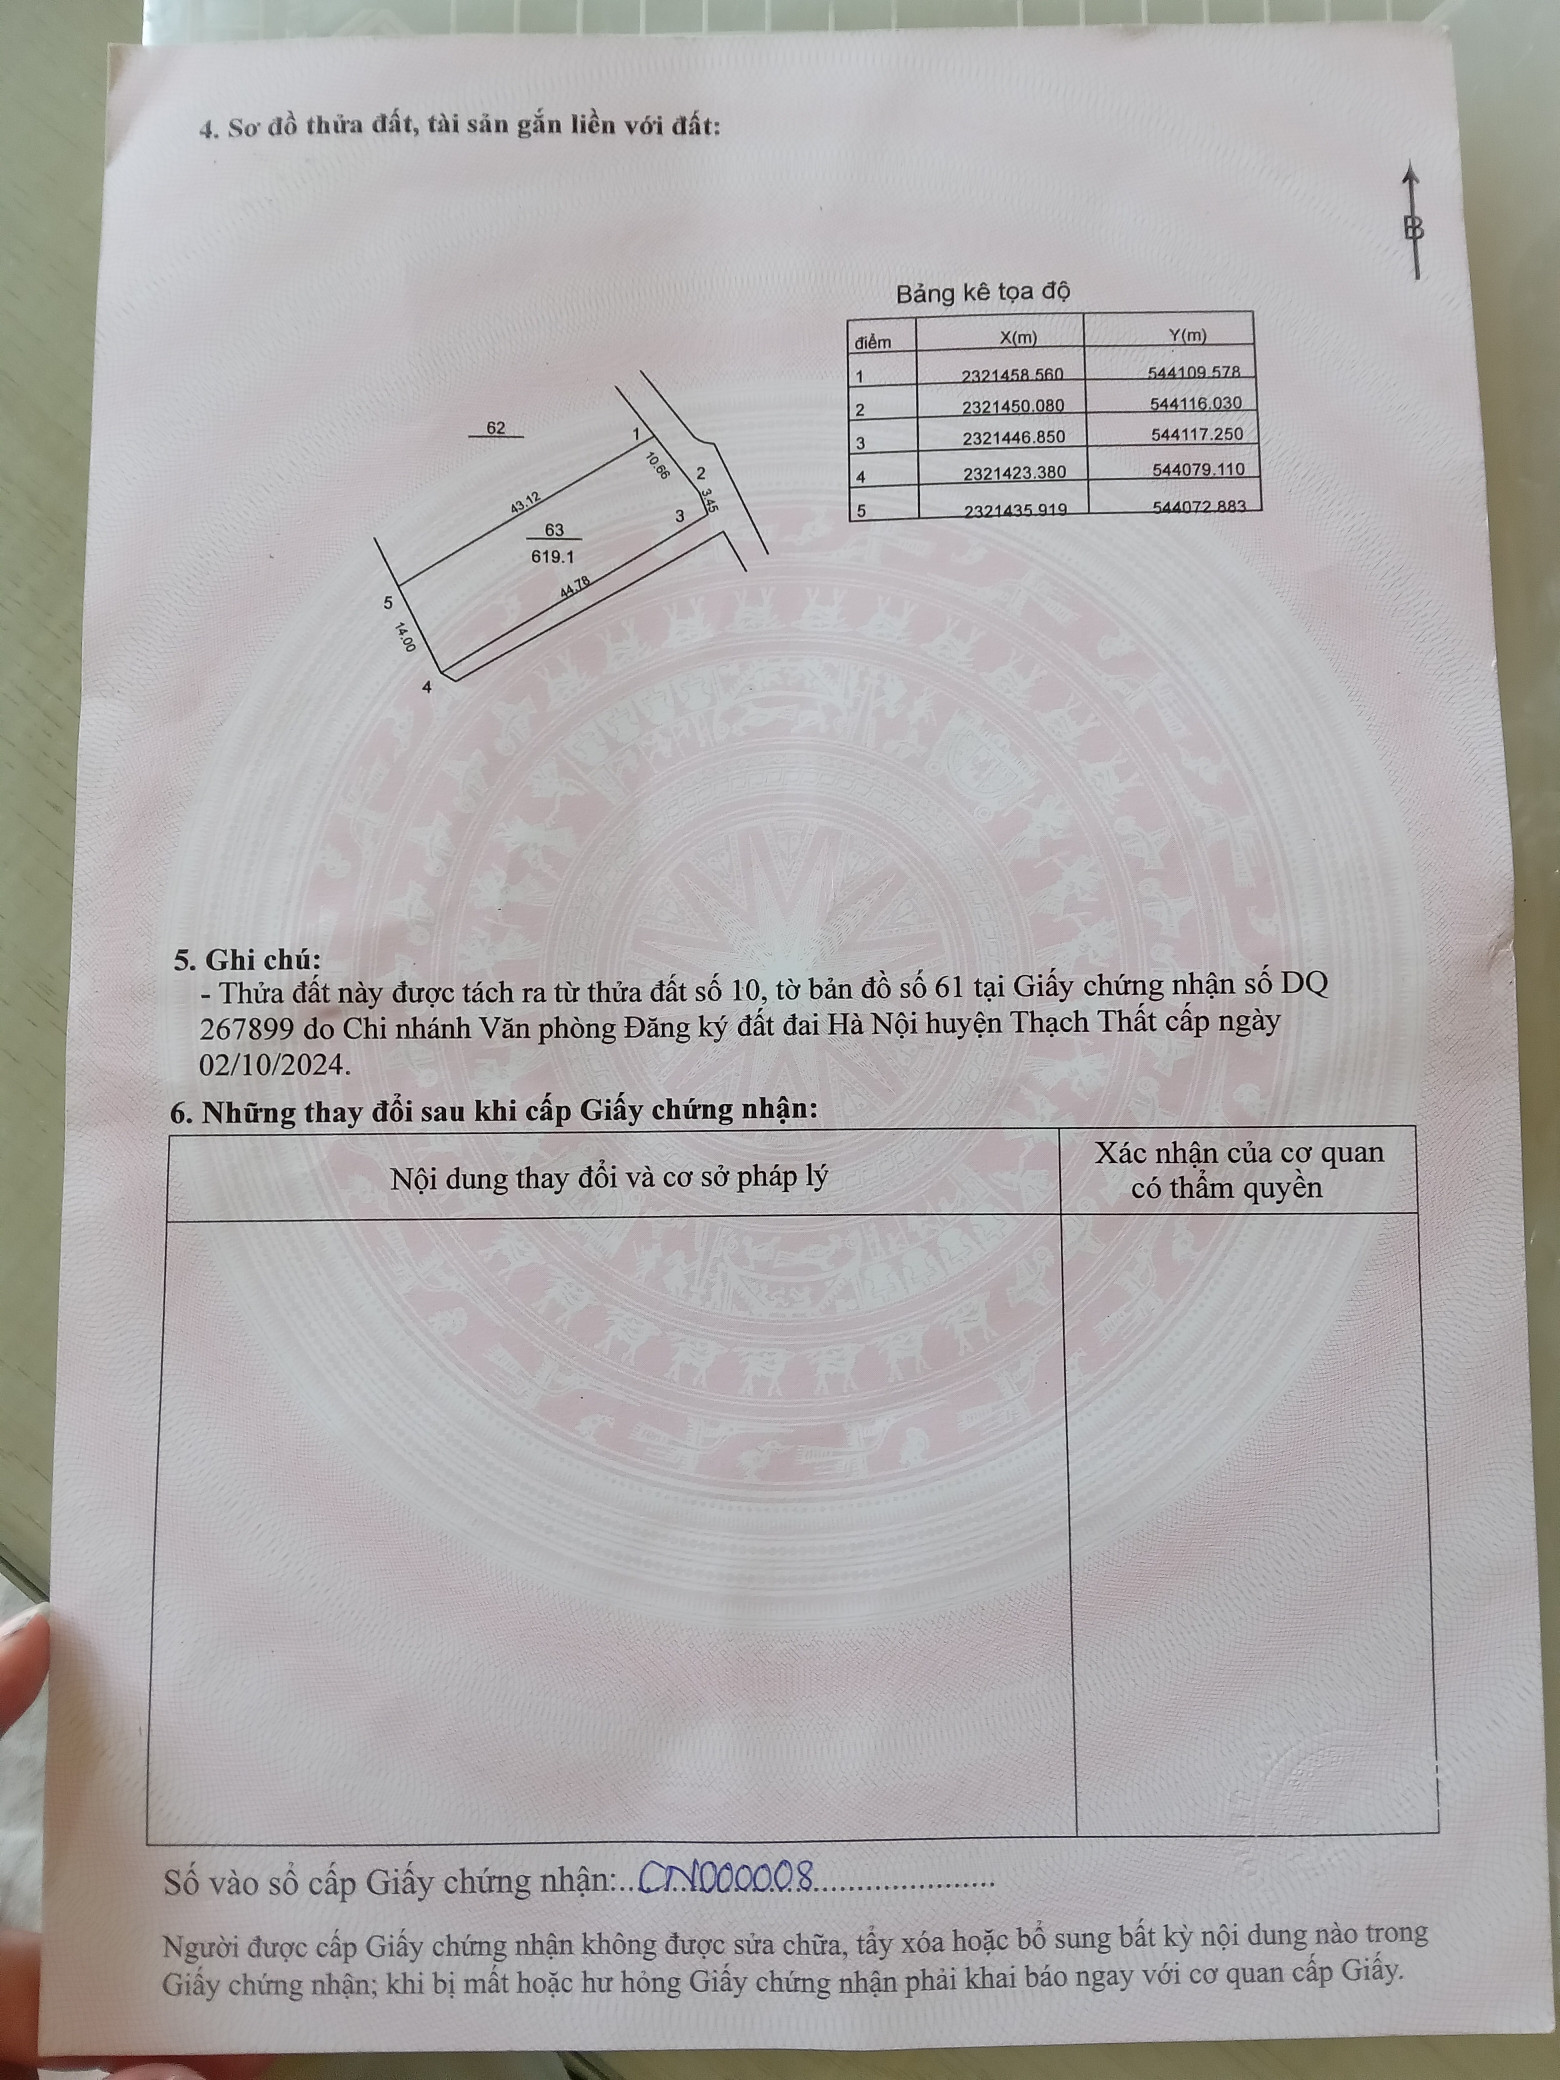 4. Sơ đồ thửa đất, tài sản gắn liền với đất:
B
Bảng kê tọa độ
điểm X(m) Y(m)
1 2321458.560 544109.578
2 2321450.080 544116.030
3 2321446.850 544117.250
4 2321423.380 544079.110
5 2321435.919 544072.883
62
1
10.66
2
3.45
43.12
3
63
619.1
44.78
5
14.00
4
5. Ghi chú:
- Thửa đất này được tách ra từ thửa đất số 10, tờ bản đồ số 61 tại Giấy chứng nhận số DQ
267899 do Chi nhánh Văn phòng Đăng ký đất đai Hà Nội huyện Thạch Thất cấp ngày
02/10/2024.
6. Những thay đổi sau khi cấp Giấy chứng nhận:
Nội dung thay đổi và cơ sở pháp lý
Xác nhận của cơ quan
có thẩm quyền
Số vào sổ cấp Giấy chứng nhận:..CN000008......................
Người được cấp Giấy chứng nhận không được sửa chữa, tẩy xóa hoặc bổ sung bất kỳ nội dung nào trong
Giấy chứng nhận; khi bị mất hoặc hư hỏng Giấy chứng nhận phải khai báo ngay với cơ quan cấp Giấy.